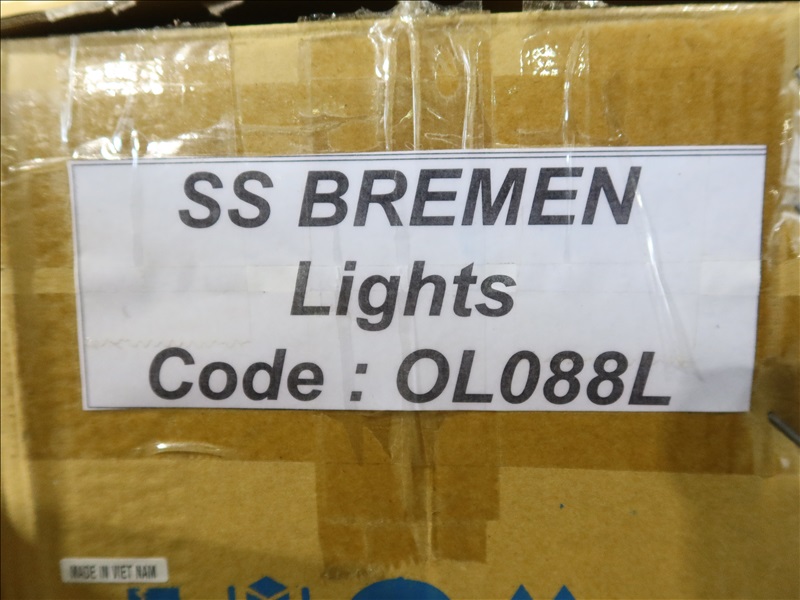 SS BREMEN
Lights
Code : OL088L
MADE IN VIET NAM